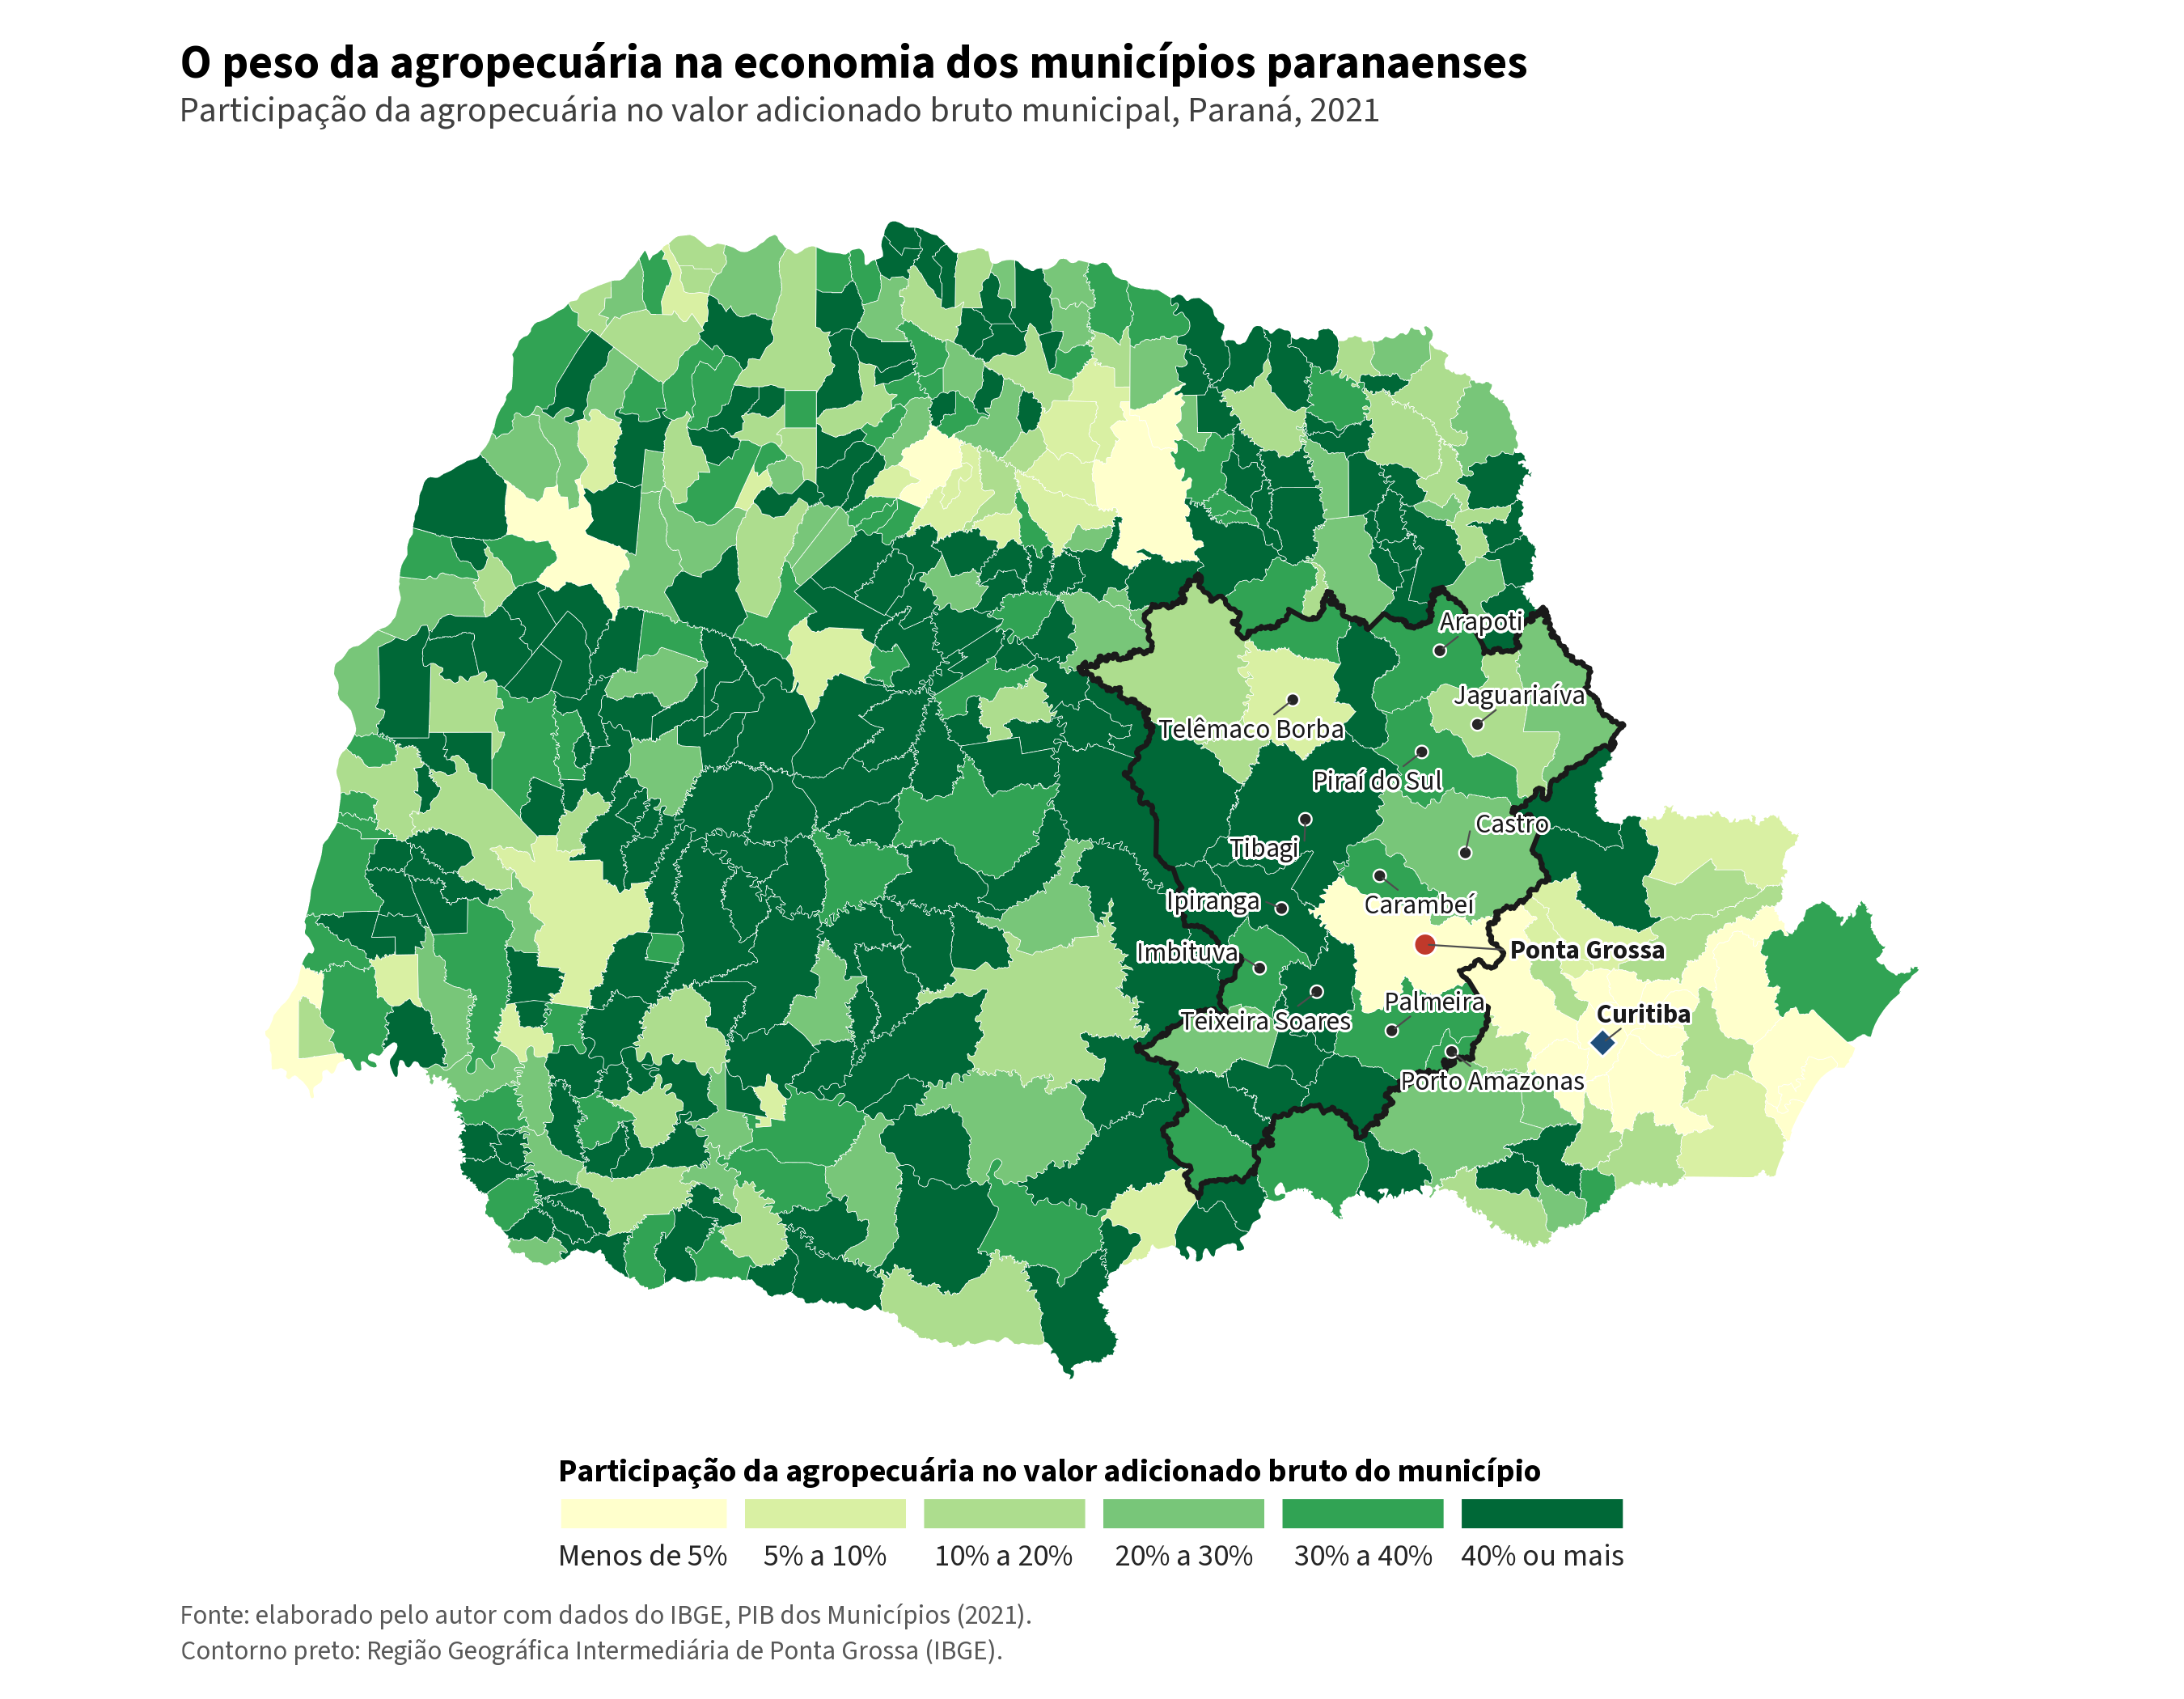 O peso da agropecuária na economia dos municípios paranaenses
Participação da agropecuária no valor adicionado bruto municipal, Paraná, 2021
Arapoti
Jaguariaíva
Telêmaco Borba
Piraí do Sul
Castro
Tibagi
Ipiranga
Carambeí
Imbituva
Ponta Grossa
Palmeira
Curitiba
Teixeira Soares
Porto Amazonas
Participação da agropecuária no valor adicionado bruto do município
Menos de 5% 5% a 10% 10% a 20% 20% a 30% 30% a 40% 40% ou mais
Fonte: elaborado pelo autor com dados do IBGE, PIB dos Municípios (2021).
Contorno preto: Região Geográfica Intermediária de Ponta Grossa (IBGE).